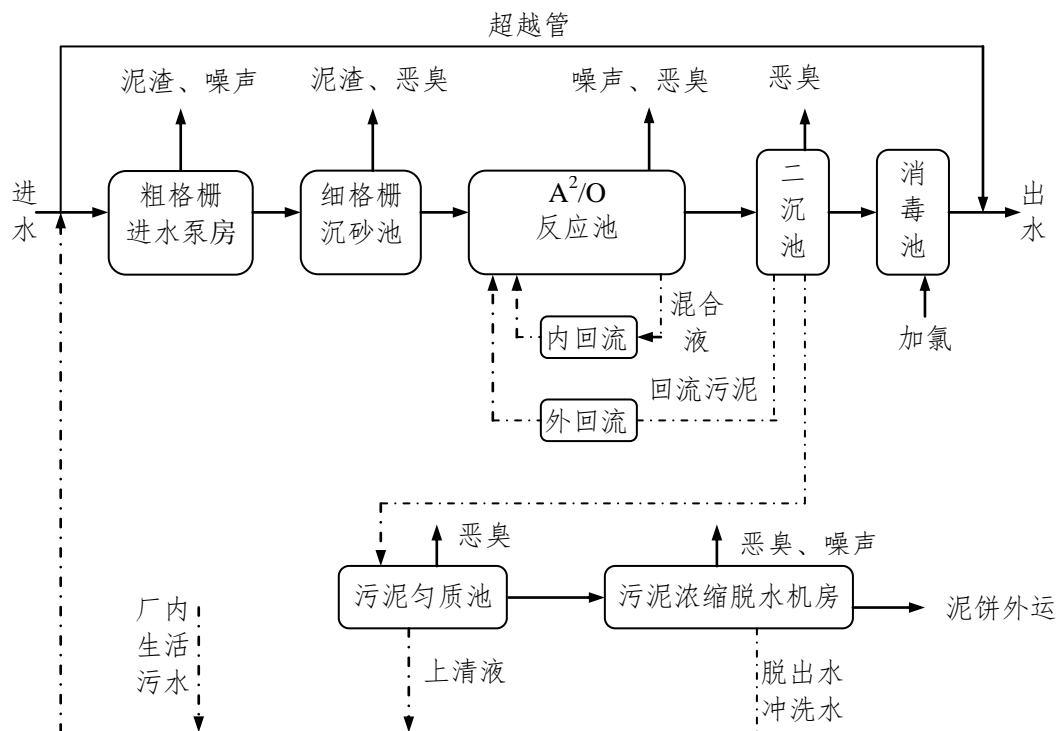 超越管
泥渣、噪声
泥渣、恶臭
噪声、恶臭
恶臭
进
水
粗格栅
进水泵房
细格栅
沉砂池
A²/O
反应池
二
沉
池
消
毒
池
出
水
混合
液
内回流
加氯
回流污泥
外回流
恶臭
恶臭、噪声
污泥匀质池
污泥浓缩脱水机房
泥饼外运
厂内
生活
污水
上清液
脱出水
冲洗水